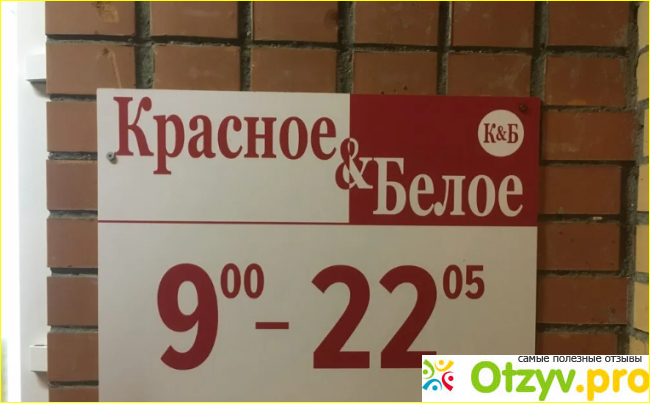 Красное
&
Белое
К&Б
9⁰⁰ – 22⁰⁵
самые полезные отзывы
Otzyv.pro